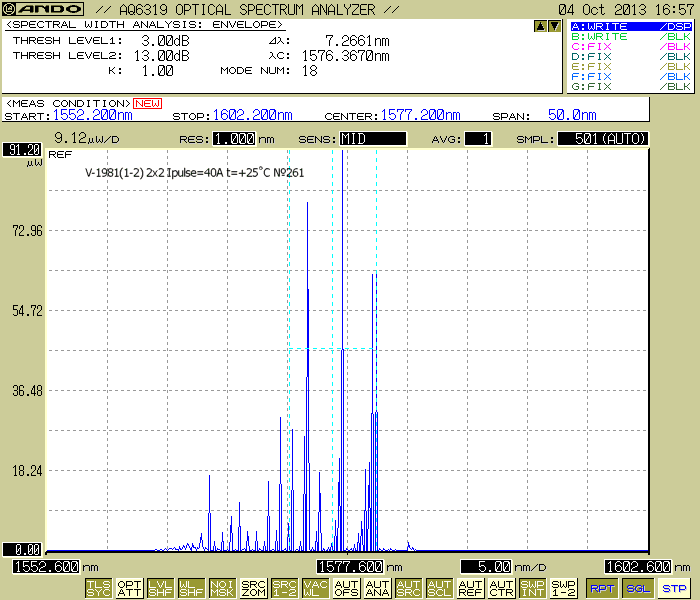 ANDO // AQ6319 OPTICAL SPECTRUM ANALYZER // 04 Oct 2013 16:57
<SPECTRAL WIDTH ANALYSIS: ENVELOPE>
THRESH LEVEL1: 3.00dB Δλ: 7.2661nm
THRESH LEVEL2: 13.00dB λC: 1576.3670nm
K: 1.00 MODE NUM: 18
A:WRITE /DSP
B:WRITE /BLK
C:FIX /BLK
D:FIX /BLK
E:FIX /BLK
F:FIX /BLK
G:FIX /BLK
<MEAS CONDITION> NEW
START: 1552.200nm STOP: 1602.200nm CENTER: 1577.200nm SPAN: 50.0nm
9.12μW/D RES: 1.000 nm SENS: MID AVG: 1 SMPL: 501(AUTO)
91.20
μW
REF
V-1981(1-2) 2x2 Ipulse=40A t=+25°C №261
72.96
54.72
36.48
18.24
0.00
1552.600 nm 1577.600 nm 5.00 nm/D 1602.600 nm
TLS SYC
OPT ATT
LVL SHF
WL SHF
NOI MSK
SRC ZOM
SRC 1-2
VAC WL
AUT OFS
AUT ANA
AUT SRC
AUT SCL
AUT REF
AUT CTR
SWP INT
SWP 1-2
RPT
SGL
STP